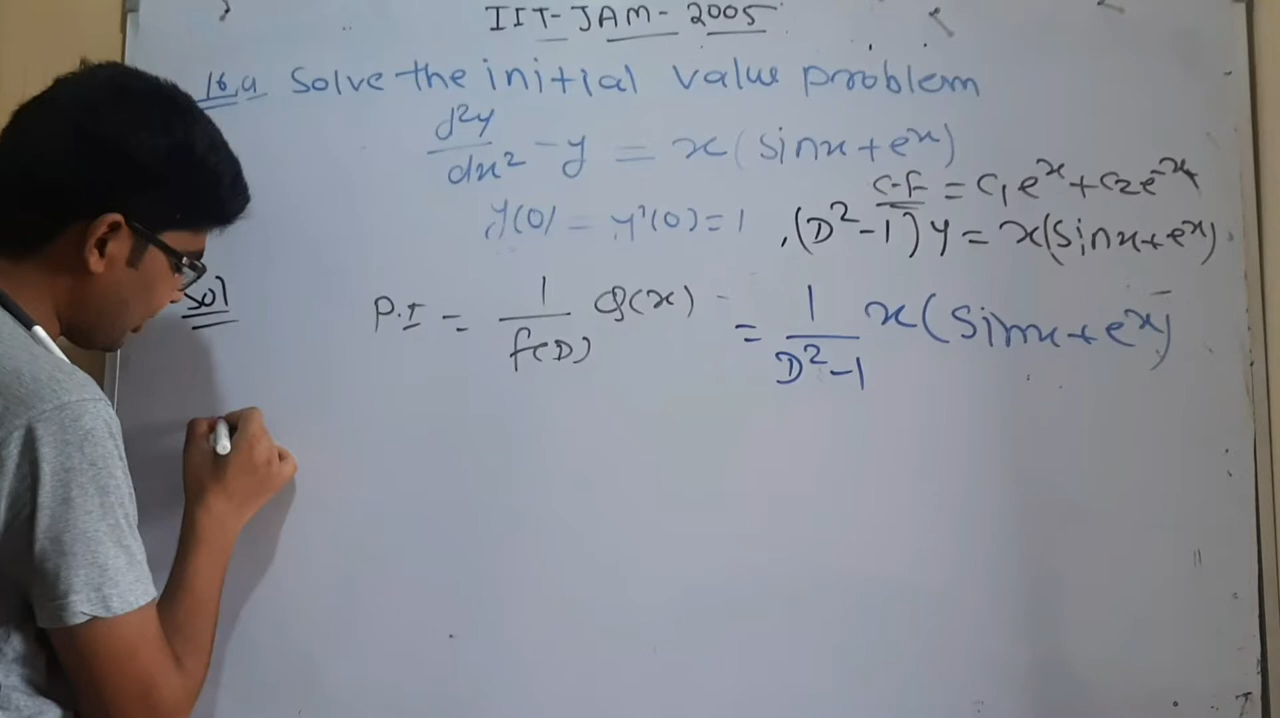 IIT-JAM-2005
16.a Solve the initial value problem
d²y/dx² - y = x(sinx+eˣ)
y(0) = y'(0)=1
C.F = C₁eˣ+C₂e⁻ˣ
(D²-1)y = x(sinx+eˣ)
Sol
P.I = 1/f(D) Q(x) = 1/D²-1 x(sinx+eˣ)